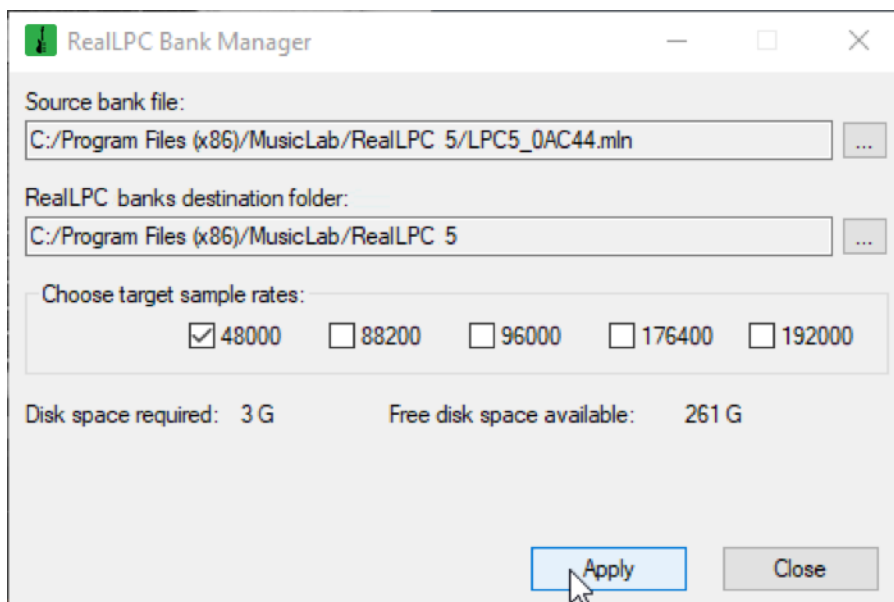 RealLPC Bank Manager
Source bank file:
C:/Program Files (x86)/MusicLab/RealLPC 5/LPC5_0AC44.mln
...
RealLPC banks destination folder:
C:/Program Files (x86)/MusicLab/RealLPC 5
...
Choose target sample rates:
48000 88200 96000 176400 192000
Disk space required: 3 G Free disk space available: 261 G
Apply Close